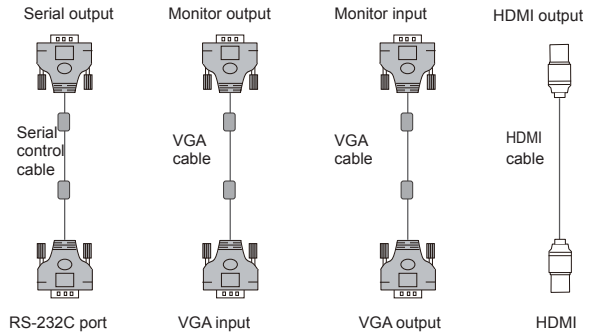 Serial output
Monitor output
Monitor input
HDMI output
Serial
control
cable
VGA
cable
VGA
cable
HDMI
cable
RS-232C port
VGA input
VGA output
HDMI